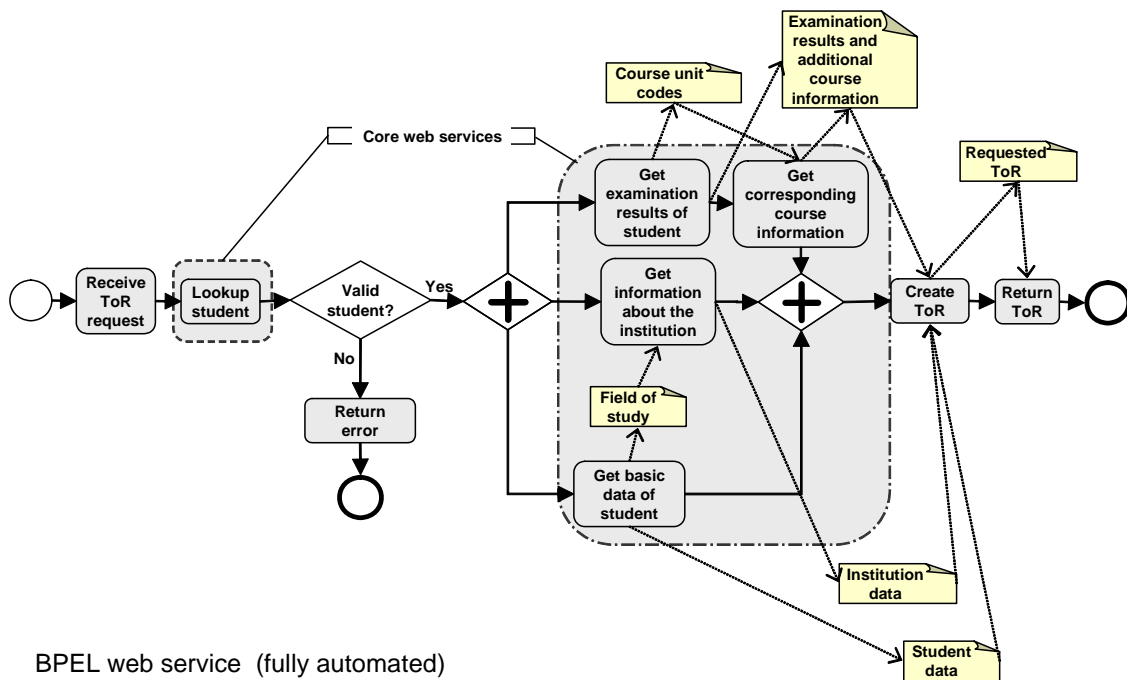 Examination
results and
additional
course
information
Course unit
codes
Core web services
Requested
ToR
Get
examination
results of
student
Get
corresponding
course
information
Receive
ToR
request
Lookup
student
Valid
student?
Yes
Get
information
about the
institution
Create
ToR
Return
ToR
No
Return
error
Field of
study
Get basic
data of
student
Institution
data
Student
data
BPEL web service (fully automated)